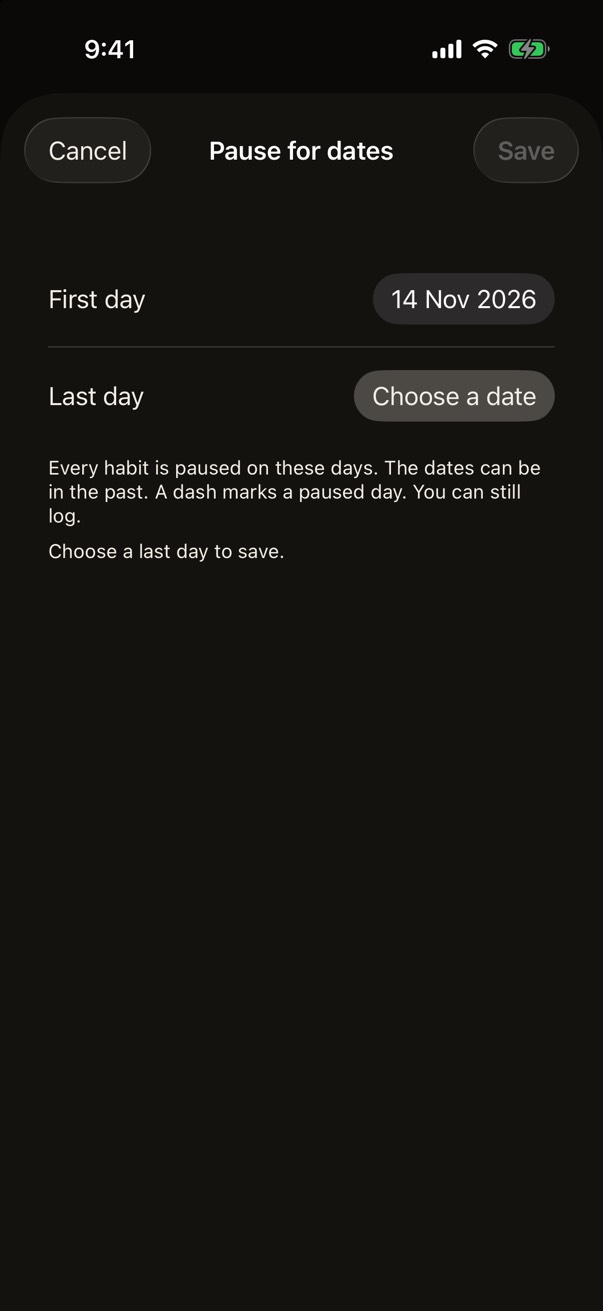 9:41
Cancel
Pause for dates
Save
First day
14 Nov 2026
Last day
Choose a date
Every habit is paused on these days. The dates can be
in the past. A dash marks a paused day. You can still
log.
Choose a last day to save.